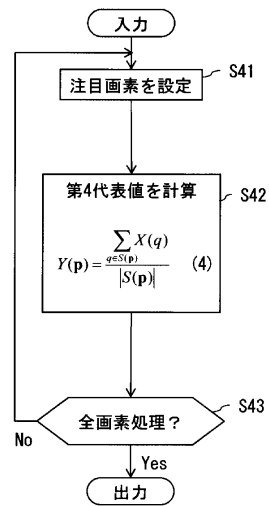 入力
注目画素を設定
S41
第4代表値を計算
S42
Y(p)=∑q∈S(p) X(q) / |S(p)| (4)
全画素処理？
S43
No
Yes
出力